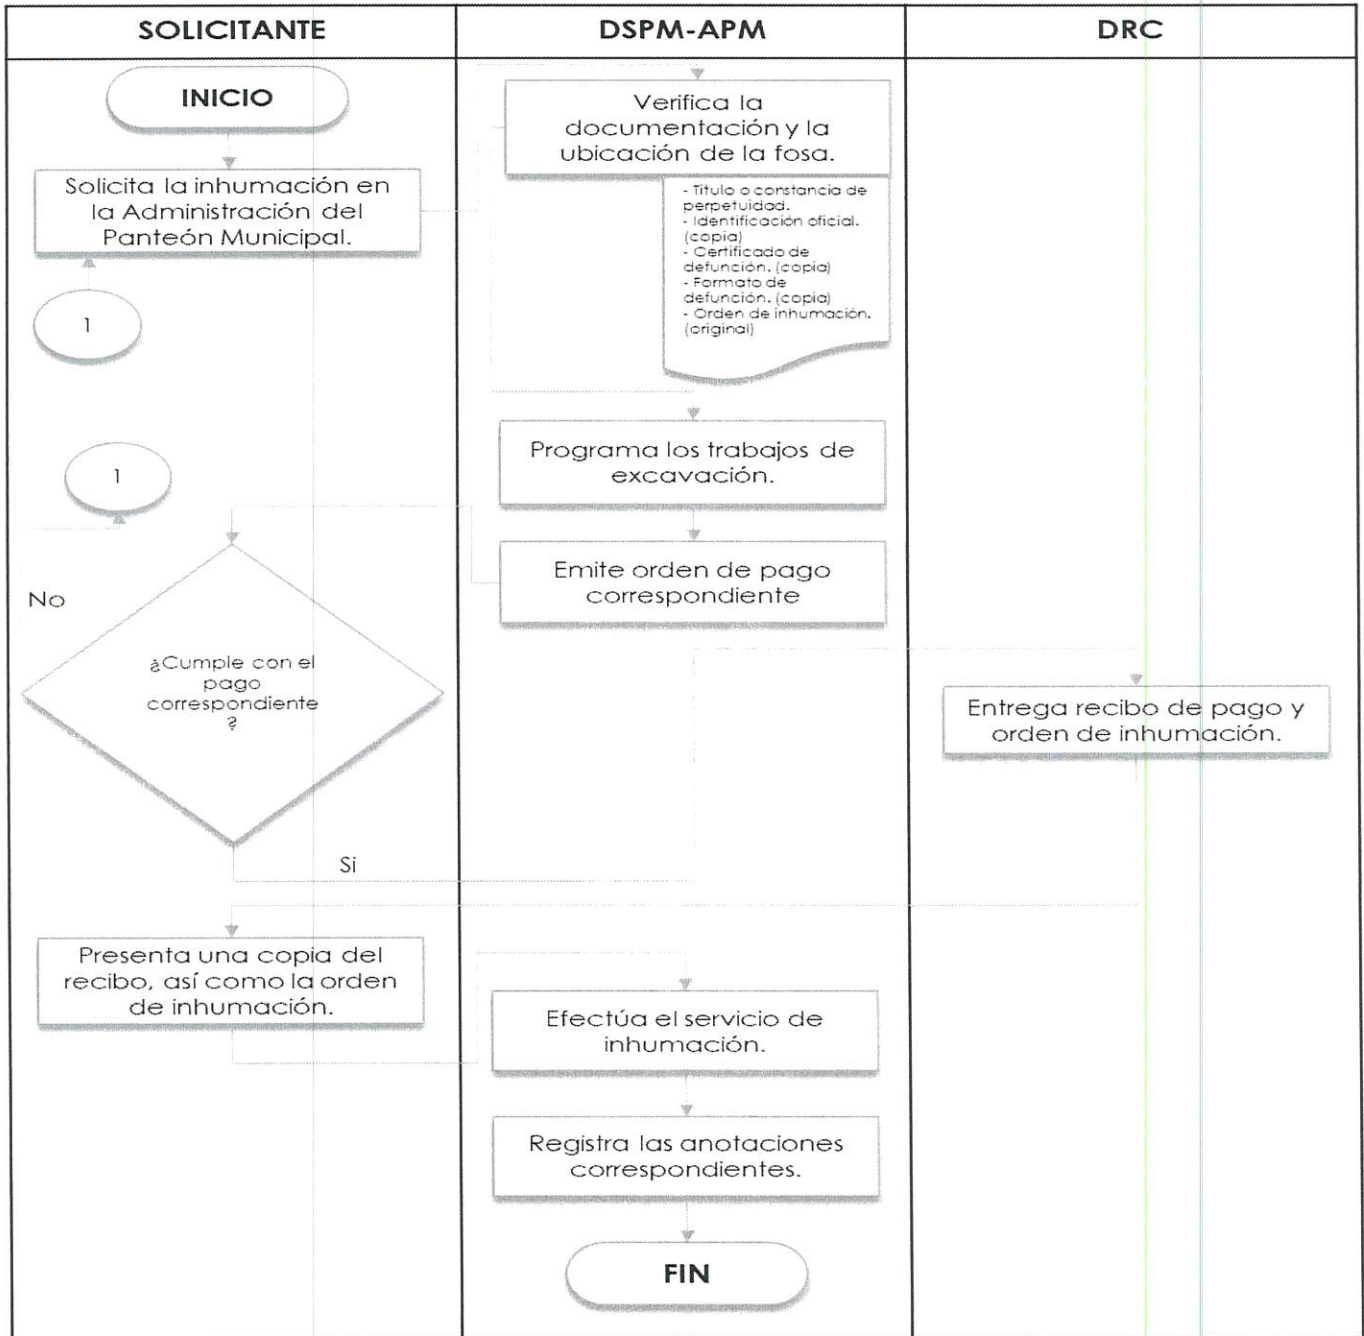 SOLICITANTE
DSPM-APM
DRC
INICIO
Solicita la inhumación en
la Administración del
Panteón Municipal.
1
Verifica la
documentación y la
ubicación de la fosa.
- Titulo o constancia de
perpetuidad.
- Identificación oficial.
(copia)
- Certificado de
defunción. (copia)
- Formato de
defunción. (copia)
- Orden de inhumación.
(original)
Programa los trabajos de
excavación.
Emite orden de pago
correspondiente
1
No
¿Cumple con el
pago
correspondiente
?
Si
Entrega recibo de pago y
orden de inhumación.
Presenta una copia del
recibo, así como la orden
de inhumación.
Efectúa el servicio de
inhumación.
Registra las anotaciones
correspondientes.
FIN